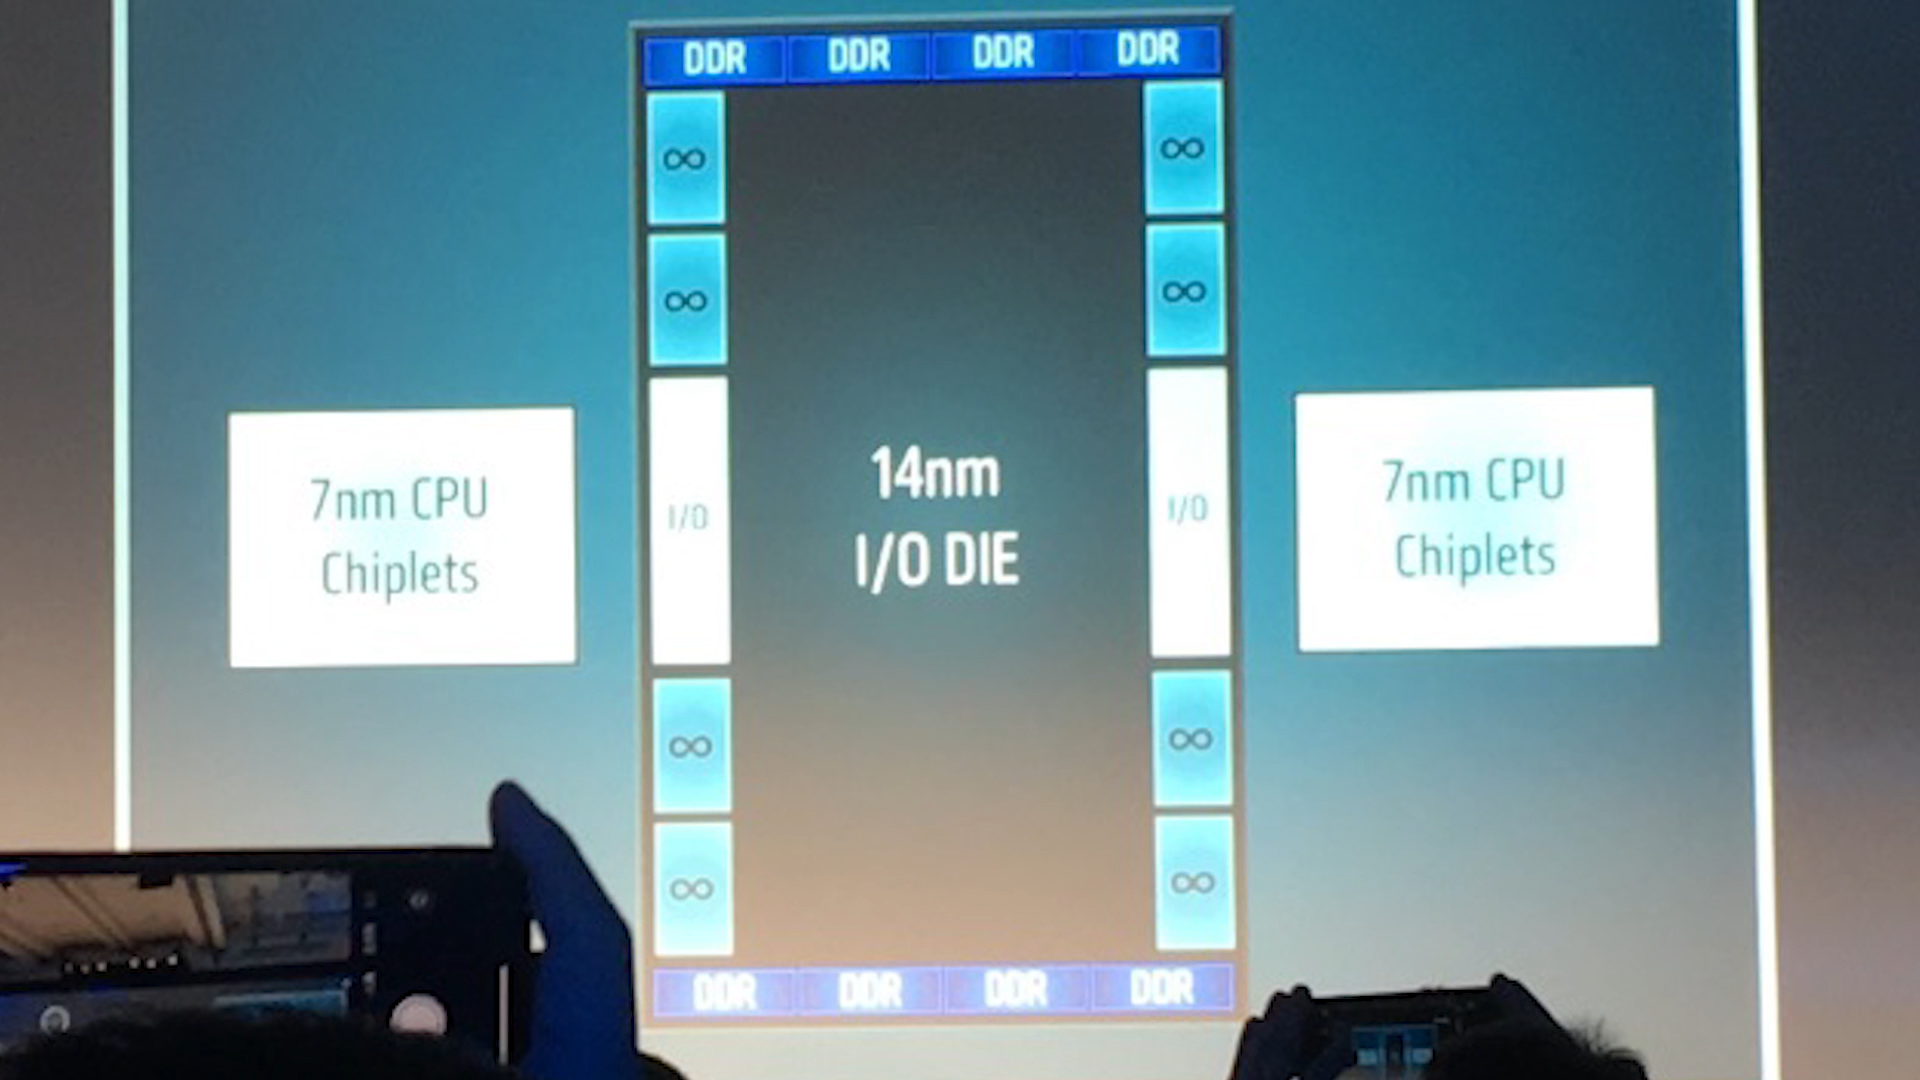 DDR DDR DDR DDR
∞ ∞
∞ ∞
7nm CPU
Chiplets
I/O
14nm
I/O DIE
I/O
7nm CPU
Chiplets
∞ ∞
∞ ∞
DDR DDR DDR DDR